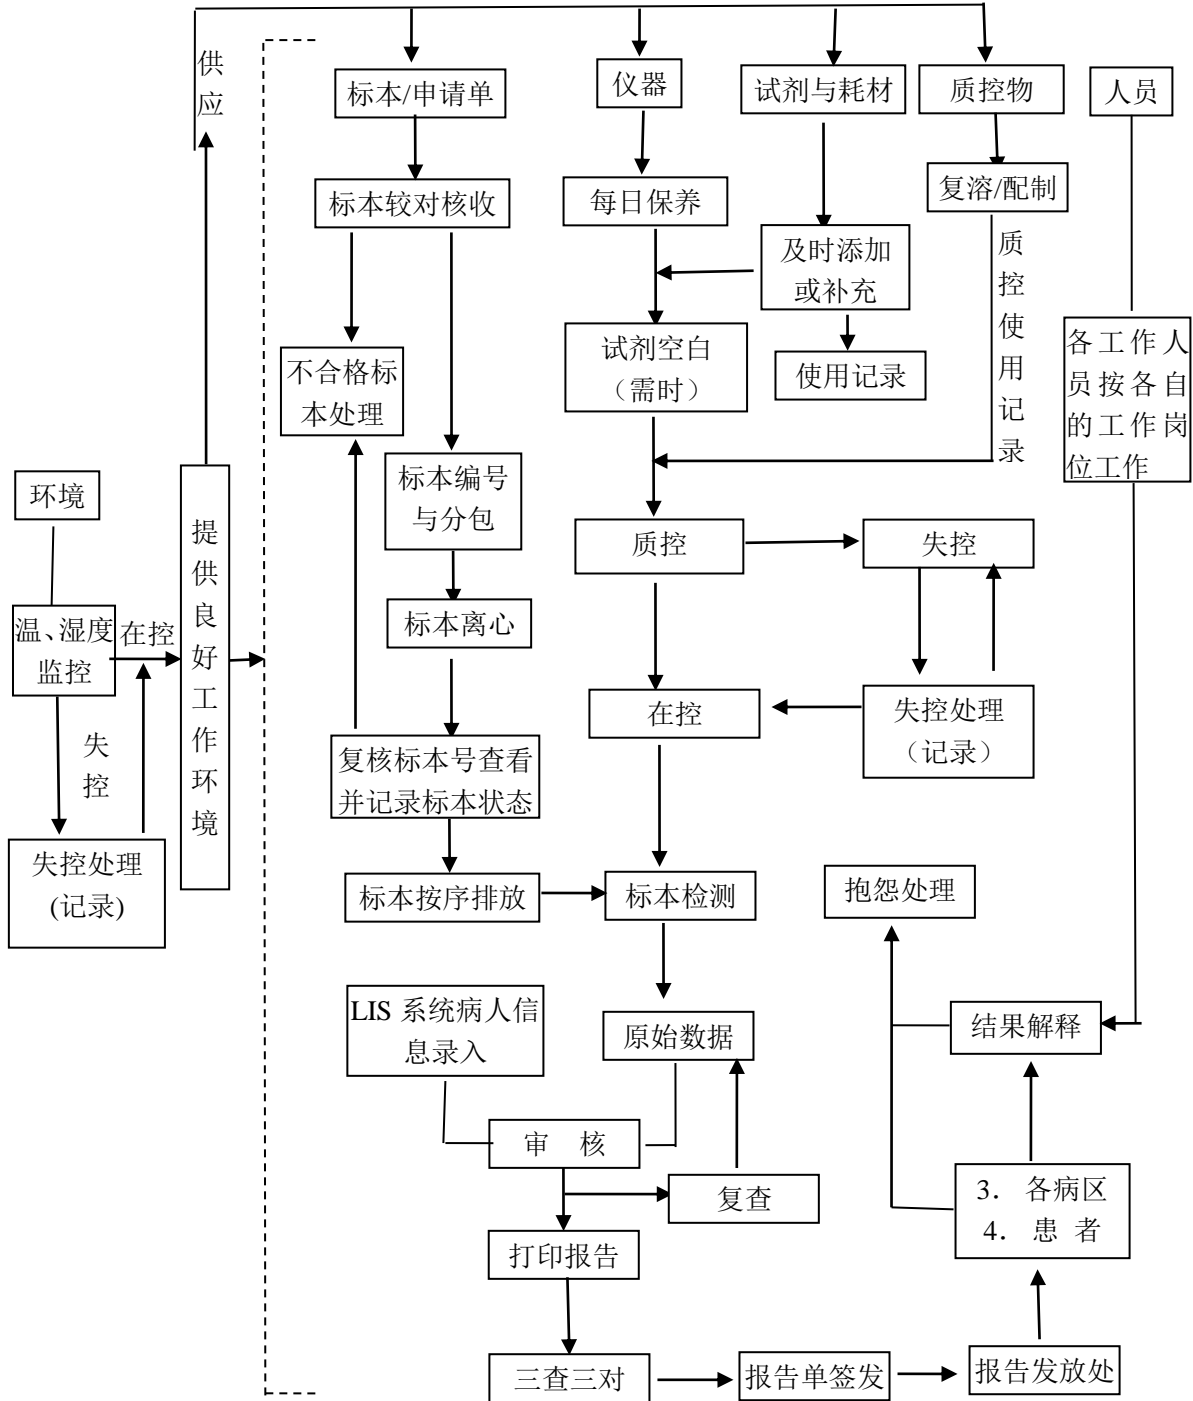 供
应
标本/申请单
仪器
试剂与耗材
质控物
人员
标本较对核收
每日保养
复溶/配制
及时添加
或补充
质
控
使
用
记
录
不合格标
本处理
试剂空白
（需时）
使用记录
各工作人
员按各自
的工作岗
位工作
环境
标本编号
与分包
提
供
良
好
工
作
环
境
质控
失控
温、湿度
监控
在控
标本离心
失
控
在控
失控处理
（记录）
复核标本号查看
并记录标本状态
失控处理
(记录)
标本按序排放
标本检测
抱怨处理
LIS 系统病人信
息录入
原始数据
结果解释
审 核
复查
3. 各病区
4. 患 者
打印报告
三查三对
报告单签发
报告发放处